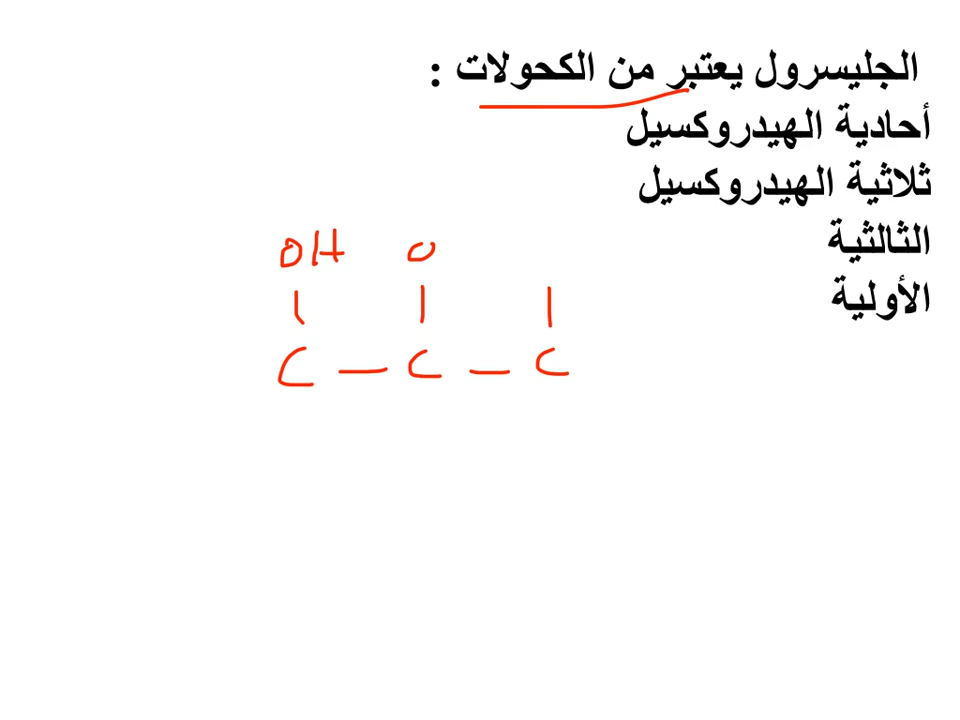 الجليسرول يعتبر من الكحولات :
أحادية الهيدروكسيل
ثلاثية الهيدروكسيل
الثالثية
الأولية
OH O
| | |
C – C – C